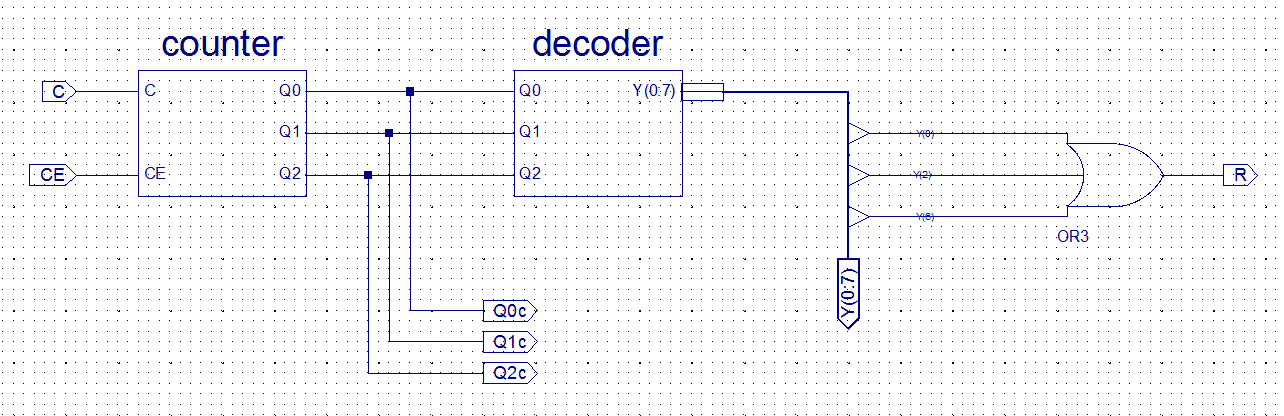 counter
decoder
C
C
Q0
Q0
Y(0:7)
Q1
Q1
Y(0)
CE
CE
Q2
Q2
Y(2)
R
OR3
Y(0:7)
Q0c
Q1c
Q2c